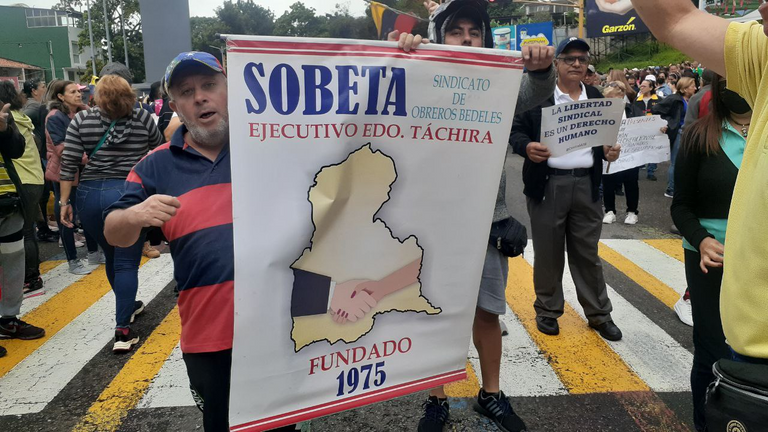 Garzón
SOBETA
SINDICATO
DE
OBREROS BEDELES
EJECUTIVO EDO. TÁCHIRA
FUNDADO
1975
LA LIBERTAD
SINDICAL
ES UN DERECHO
HUMANO